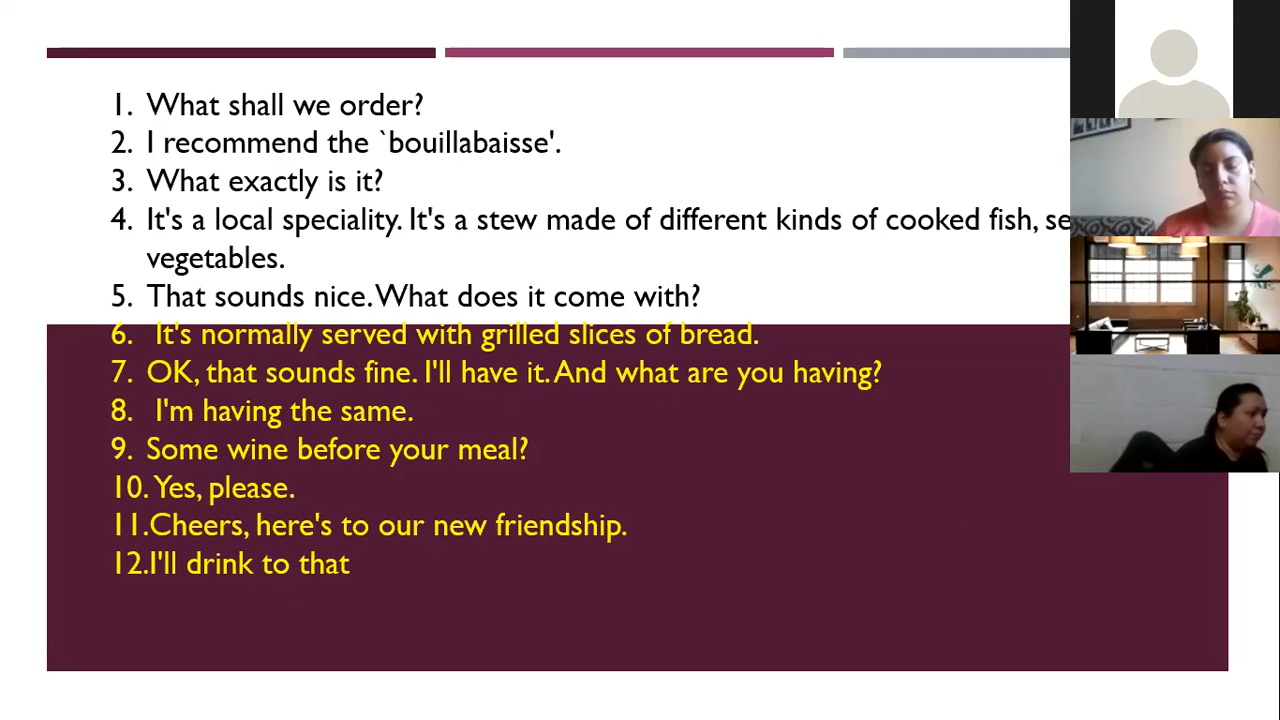 1. What shall we order?
2. I recommend the `bouillabaisse'.
3. What exactly is it?
4. It's a local speciality. It's a stew made of different kinds of cooked fish,
vegetables.
5. That sounds nice. What does it come with?
6. It's normally served with grilled slices of bread.
7. OK, that sounds fine. I'll have it. And what are you having?
8. I'm having the same.
9. Some wine before your meal?
10. Yes, please.
11.Cheers, here's to our new friendship.
12.I'll drink to that